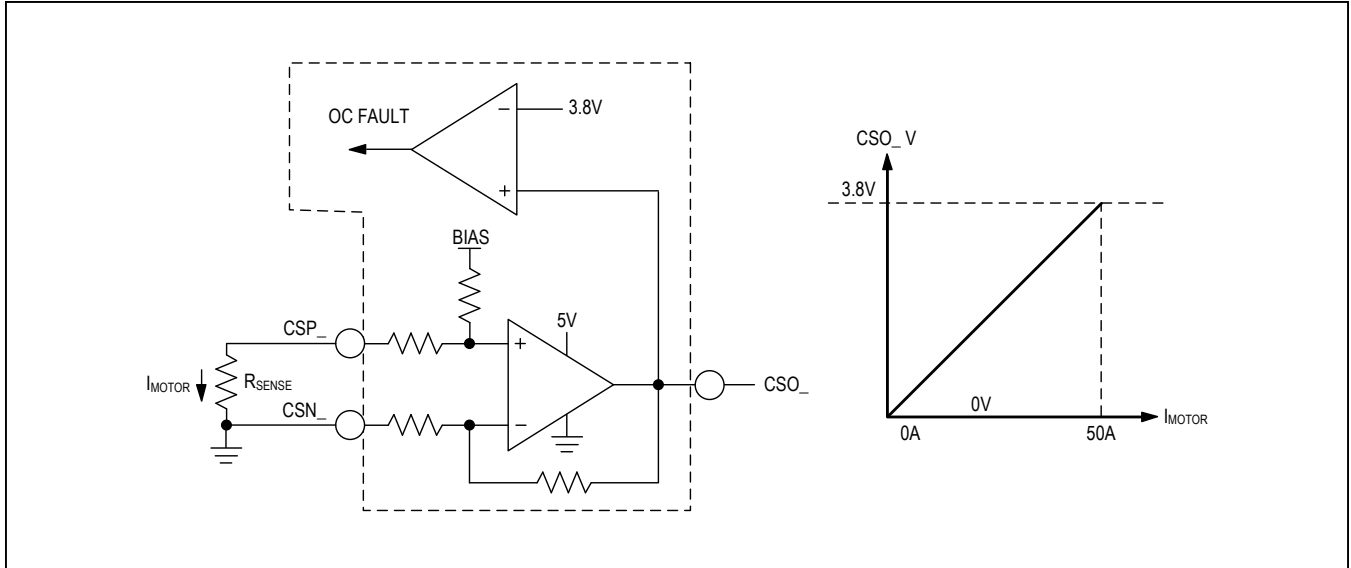 OC FAULT
−
3.8V
+
BIAS
5V
CSP_
+
IMOTOR
RSENSE
CSO_
CSN_
−
CSO_ V
3.8V
0V
IMOTOR
0A
50A